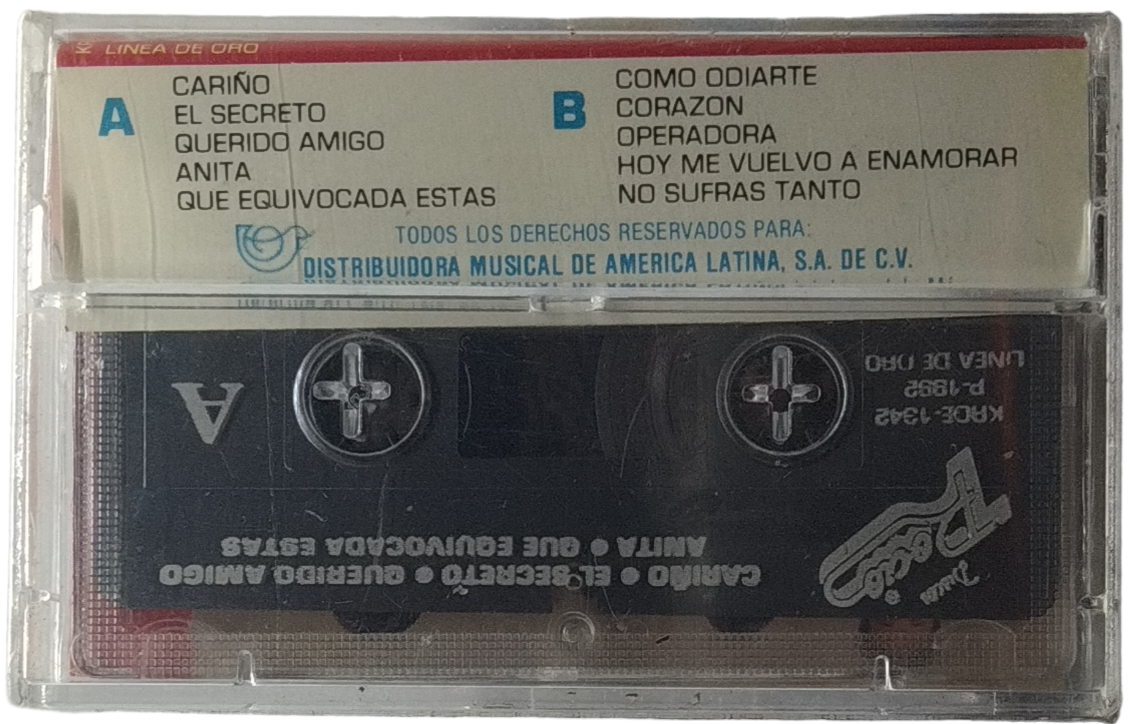 LINEA DE ORO
A
CARIÑO
EL SECRETO
QUERIDO AMIGO
ANITA
QUE EQUIVOCADA ESTAS
B
COMO ODIARTE
CORAZON
OPERADORA
HOY ME VUELVO A ENAMORAR
NO SUFRAS TANTO
TODOS LOS DERECHOS RESERVADOS PARA:
DISTRIBUIDORA MUSICAL DE AMERICA LATINA, S.A. DE C.V.
CARIÑO • EL SECRETO • QUERIDO AMIGO
ANITA • QUE EQUIVOCADA ESTAS
KROE-1342
P-1992
LINEA DE ORO
A